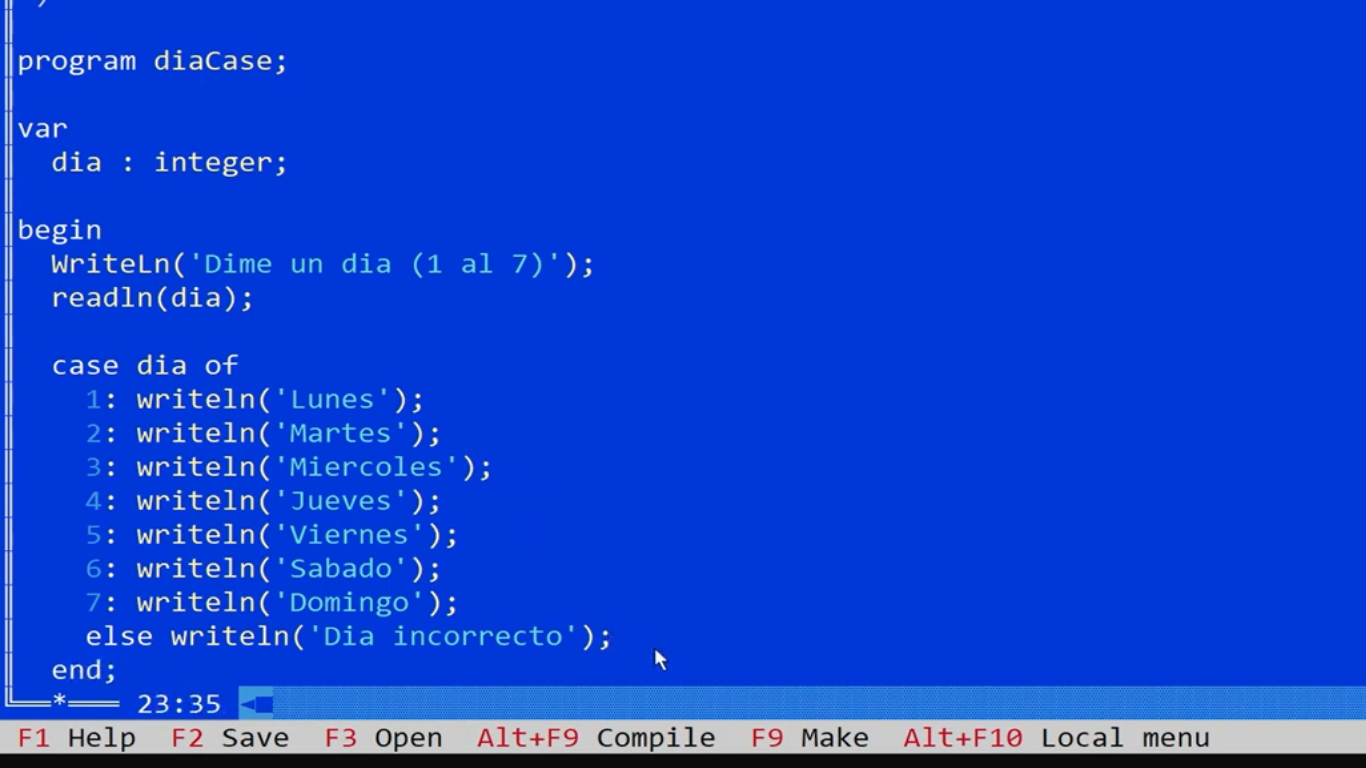 program diaCase;
var
dia : integer;
begin
WriteLn('Dime un dia (1 al 7)');
readln(dia);
case dia of
1: writeln('Lunes');
2: writeln('Martes');
3: writeln('Miercoles');
4: writeln('Jueves');
5: writeln('Viernes');
6: writeln('Sabado');
7: writeln('Domingo');
else writeln('Dia incorrecto');
end;
* 23:35
F1 Help F2 Save F3 Open Alt+F9 Compile F9 Make Alt+F10 Local menu